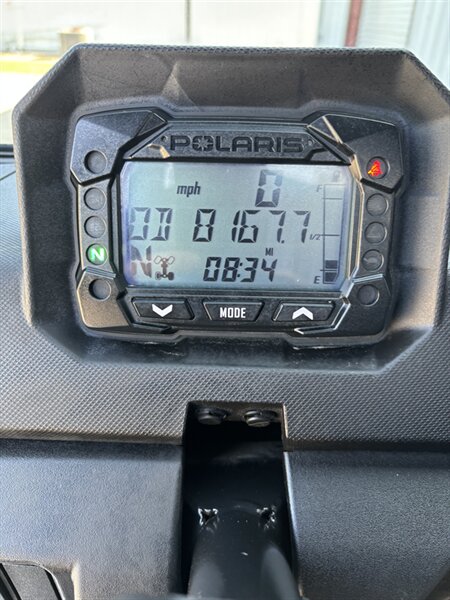 POLARIS
mph 0 F
OD 8167.7 1/2
MI
N 08:34 E
N
MODE